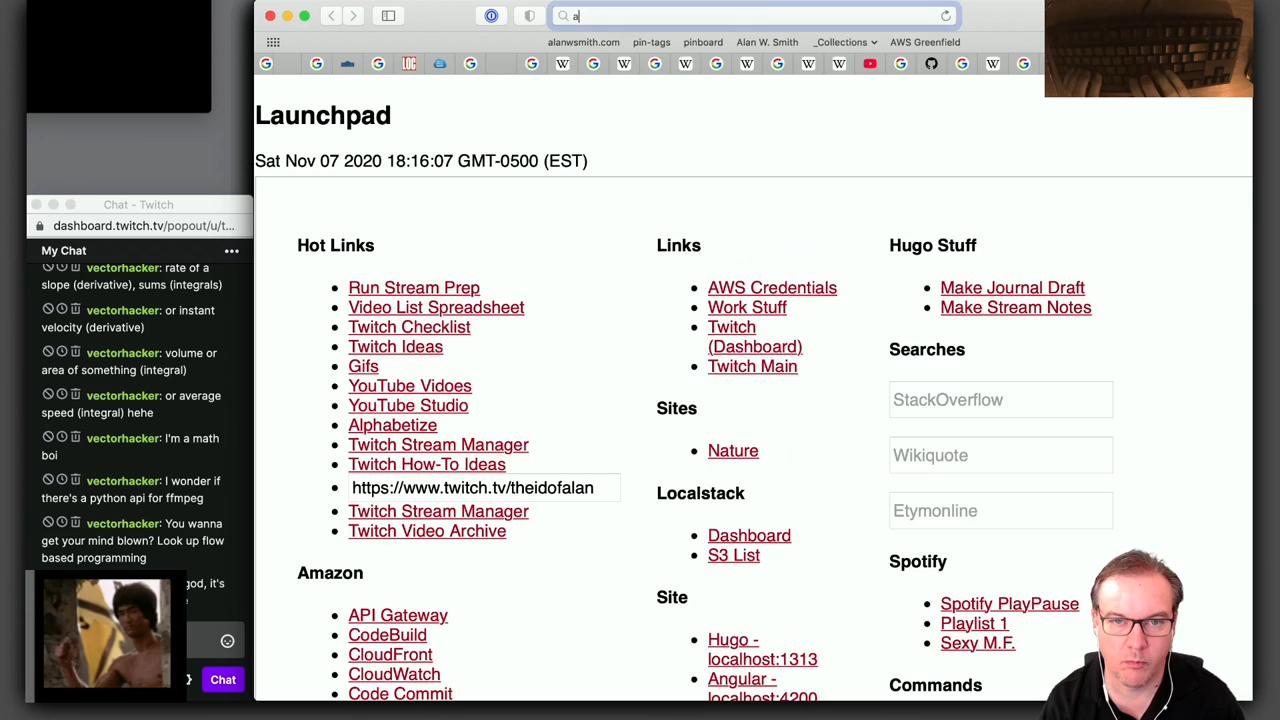 a
alanwsmith.com
pin-tags
pinboard
Alan W. Smith
_Collections
AWS Greenfield
Launchpad
Sat Nov 07 2020 18:16:07 GMT-0500 (EST)
Hot Links
Run Stream Prep
Video List Spreadsheet
Twitch Checklist
Twitch Ideas
Gifs
YouTube Vidoes
YouTube Studio
Alphabetize
Twitch Stream Manager
Twitch How-To Ideas
https://www.twitch.tv/theidofalan
Twitch Stream Manager
Twitch Video Archive
Amazon
API Gateway
CodeBuild
CloudFront
CloudWatch
Code Commit
Links
AWS Credentials
Work Stuff
Twitch
(Dashboard)
Twitch Main
Sites
Nature
Localstack
Dashboard
S3 List
Site
Hugo -
localhost:1313
Angular -
localhost:4200
Hugo Stuff
Make Journal Draft
Make Stream Notes
Searches
StackOverflow
Wikiquote
Etymonline
Spotify
Spotify PlayPause
Playlist 1
Sexy M.F.
Commands
Chat - Twitch
dashboard.twitch.tv/popout/u/t...
My Chat
vectorhacker: rate of a
slope (derivative), sums (integrals)
vectorhacker: or instant
velocity (derivative)
vectorhacker: volume or
area of something (integral)
vectorhacker: or average
speed (integral) hehe
vectorhacker: I'm a math
boi
vectorhacker: I wonder if
there's a python api for ffmpeg
vectorhacker: You wanna
get your mind blown? Look up flow
based programming
god, it's
Chat